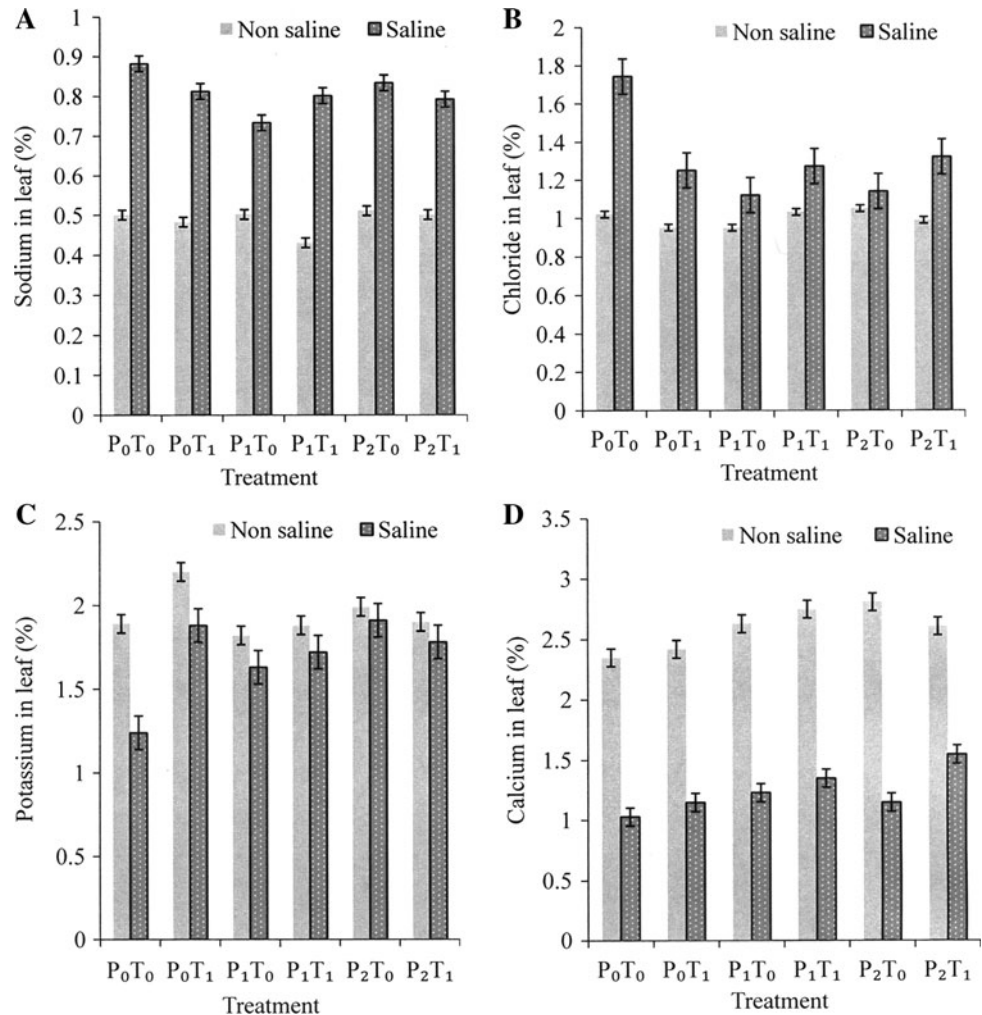 A
Non saline Saline
Sodium in leaf (%)
1
0.9
0.8
0.7
0.6
0.5
0.4
0.3
0.2
0.1
0
P₀T₀ P₀T₁ P₁T₀ P₁T₁ P₂T₀ P₂T₁
Treatment
B
Non saline Saline
Chloride in leaf (%)
2
1.8
1.6
1.4
1.2
1
0.8
0.6
0.4
0.2
0
P₀T₀ P₀T₁ P₁T₀ P₁T₁ P₂T₀ P₂T₁
Treatment
C
Non saline Saline
Potassium in leaf (%)
2.5
2
1.5
1
0.5
0
P₀T₀ P₀T₁ P₁T₀ P₁T₁ P₂T₀ P₂T₁
Treatment
D
Non saline Saline
Calcium in leaf (%)
3.5
3
2.5
2
1.5
1
0.5
0
P₀T₀ P₀T₁ P₁T₀ P₁T₁ P₂T₀ P₂T₁
Treatment